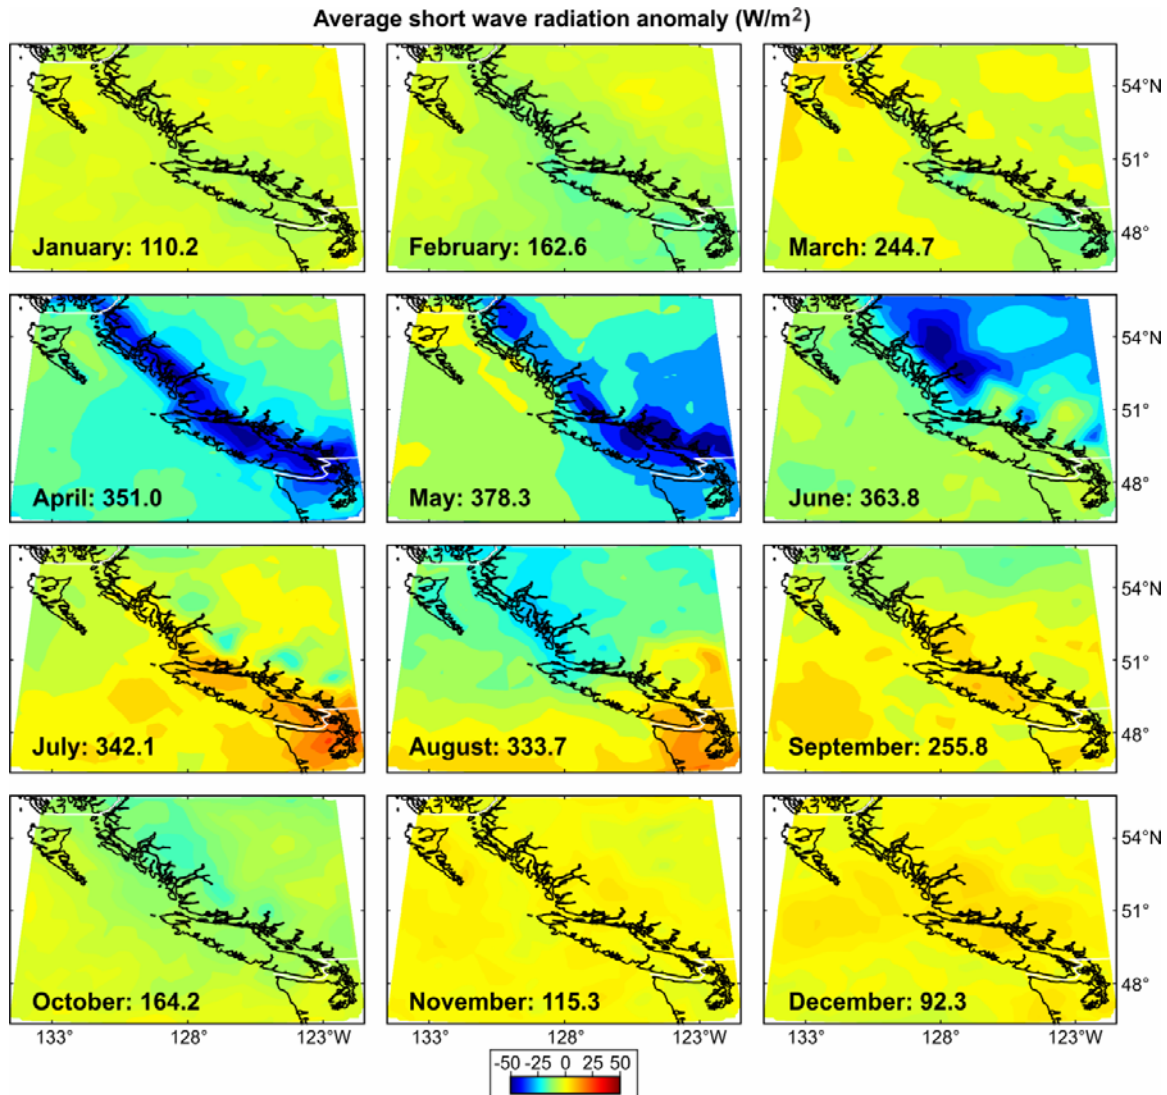 Average short wave radiation anomaly (W/m²)
January: 110.2
February: 162.6
March: 244.7
54°N
51°
48°
April: 351.0
May: 378.3
June: 363.8
54°N
51°
48°
July: 342.1
August: 333.7
September: 255.8
54°N
51°
48°
October: 164.2
November: 115.3
December: 92.3
54°N
51°
48°
133° 128° 123°W 133° 128° 123°W 133° 128° 123°W
-50 -25 0 25 50